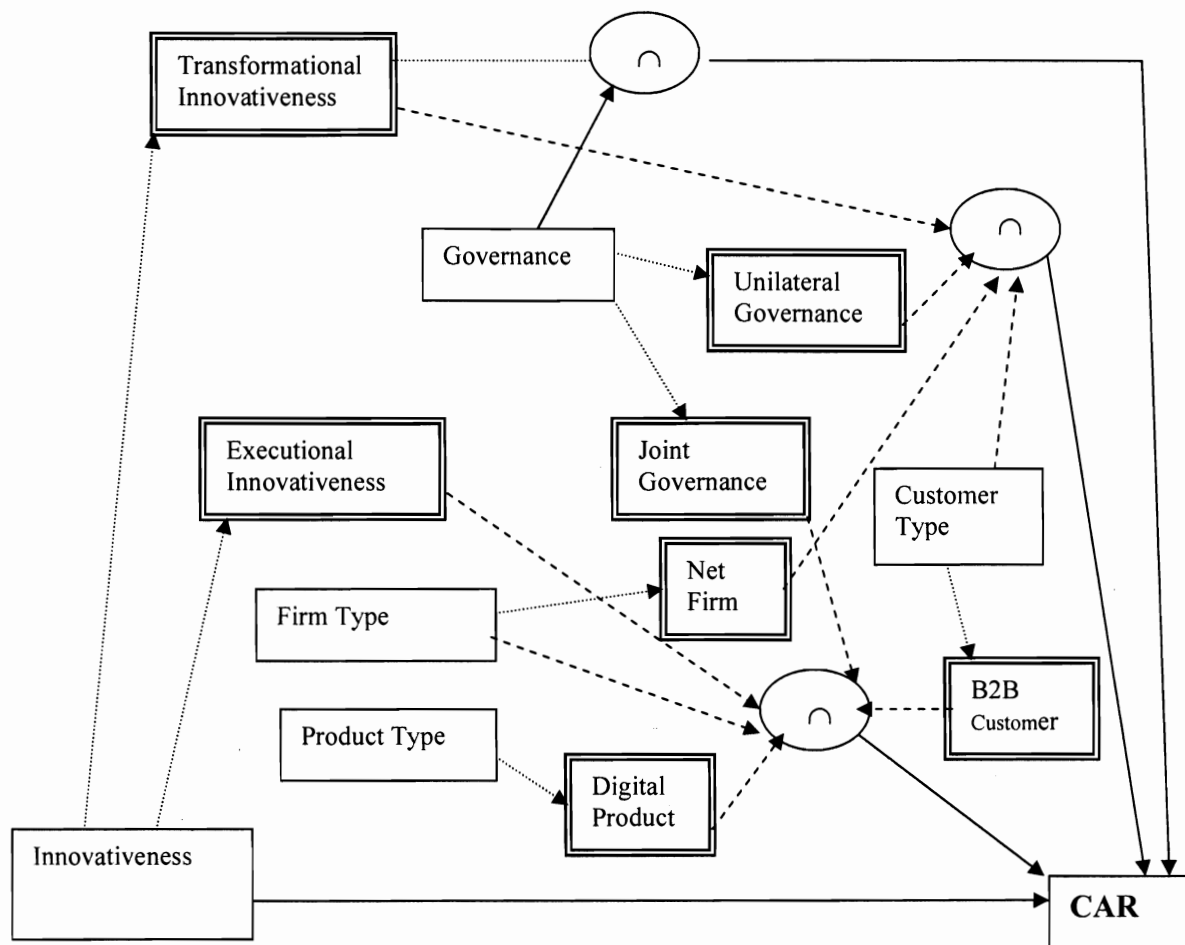 Transformational
Innovativeness
∩
∩
Governance
Unilateral
Governance
Executional
Innovativeness
Joint
Governance
Customer
Type
Net
Firm
Firm Type
B2B
Customer
∩
Product Type
Digital
Product
Innovativeness
CAR